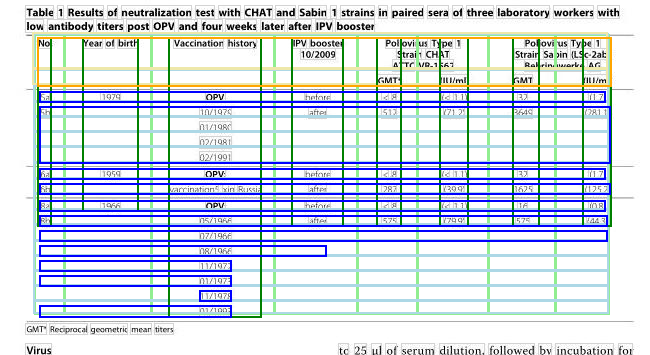 Table 1 Results of neutralization test with CHAT and Sabin 1 strains in paired sera of three laboratory workers with
low antibody titers post OPV and four weeks later after IPV booster
No Year of birth Vaccination history IPV booster Poliovirus Type 1 Poliovirus Type 1
10/2009 Strain CHAT Strain Sabin (LSc-2ab
ATTC VR-1562 Behringwerke AG
GMT* (IU/ml) GMT (IU/m
5a 1979 OPV: before <8 (<1.1) 32 (1.7
5b 10/1979 after 512 (71.2) 3649 (281.1
01/1980
02/1981
02/1991
6a 1959 OPV: before <8 (<1.1) 32 (1.7
6b vaccination in Russia after 287 (39.9) 1625 (125.2
8a 1966 OPV: before <8 (<1.1) 16 (0.8
8b 05/1966 after 575 (79.9) 575 (44.3
07/1966
08/1966
11/1977
01/1973
11/1978
01/1997
GMT* Reciprocal geometric mean titers
Virus to 25 µl of serum dilution, followed by incubation for